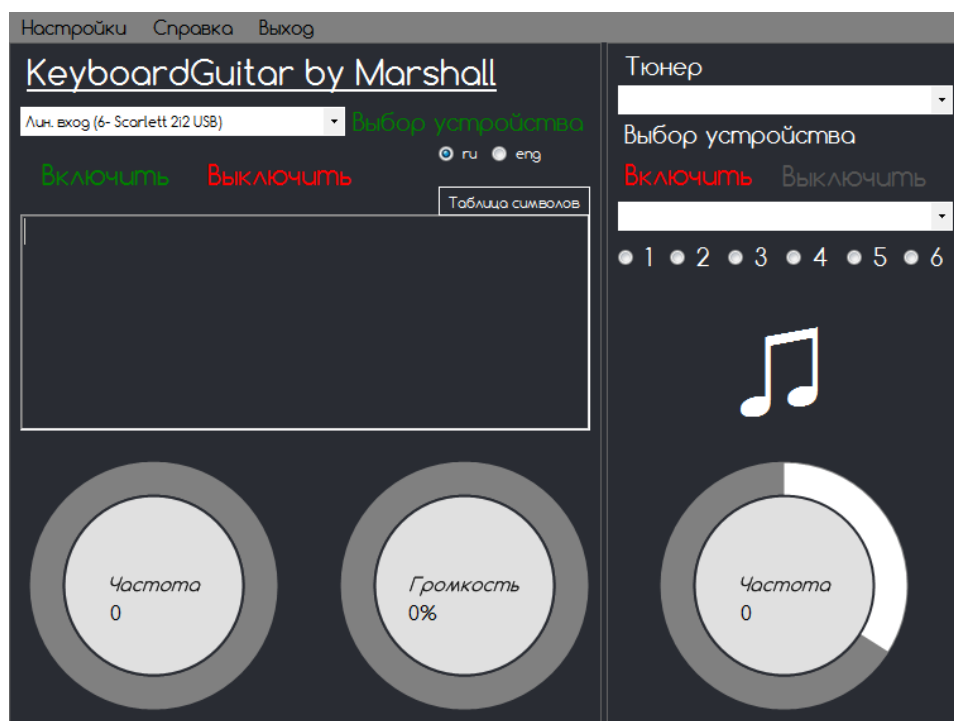 Настройки Справка Выход
KeyboardGuitar by Marshall
Лин. вход (6- Scarlett 2i2 USB) Выбор устройства
ru eng
Включить Выключить
Таблица символов
Частота
0
Громкость
0%
Тюнер
Выбор устройства
Включить Выключить
1 2 3 4 5 6
Частота
0